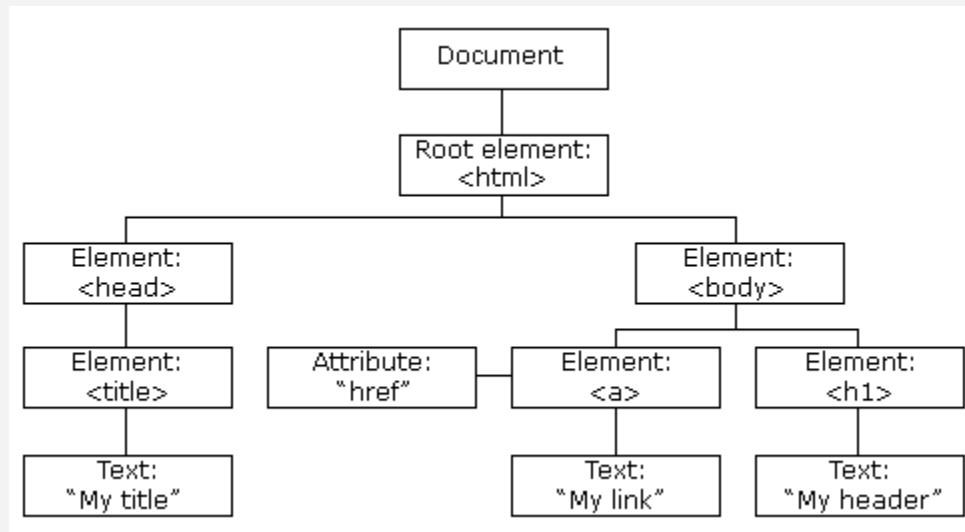 Document
Root element:
<html>
Element:
<head>
Element:
<body>
Element:
<title>
Attribute:
“href”
Element:
<a>
Element:
<h1>
Text:
“My title”
Text:
“My link”
Text:
“My header”